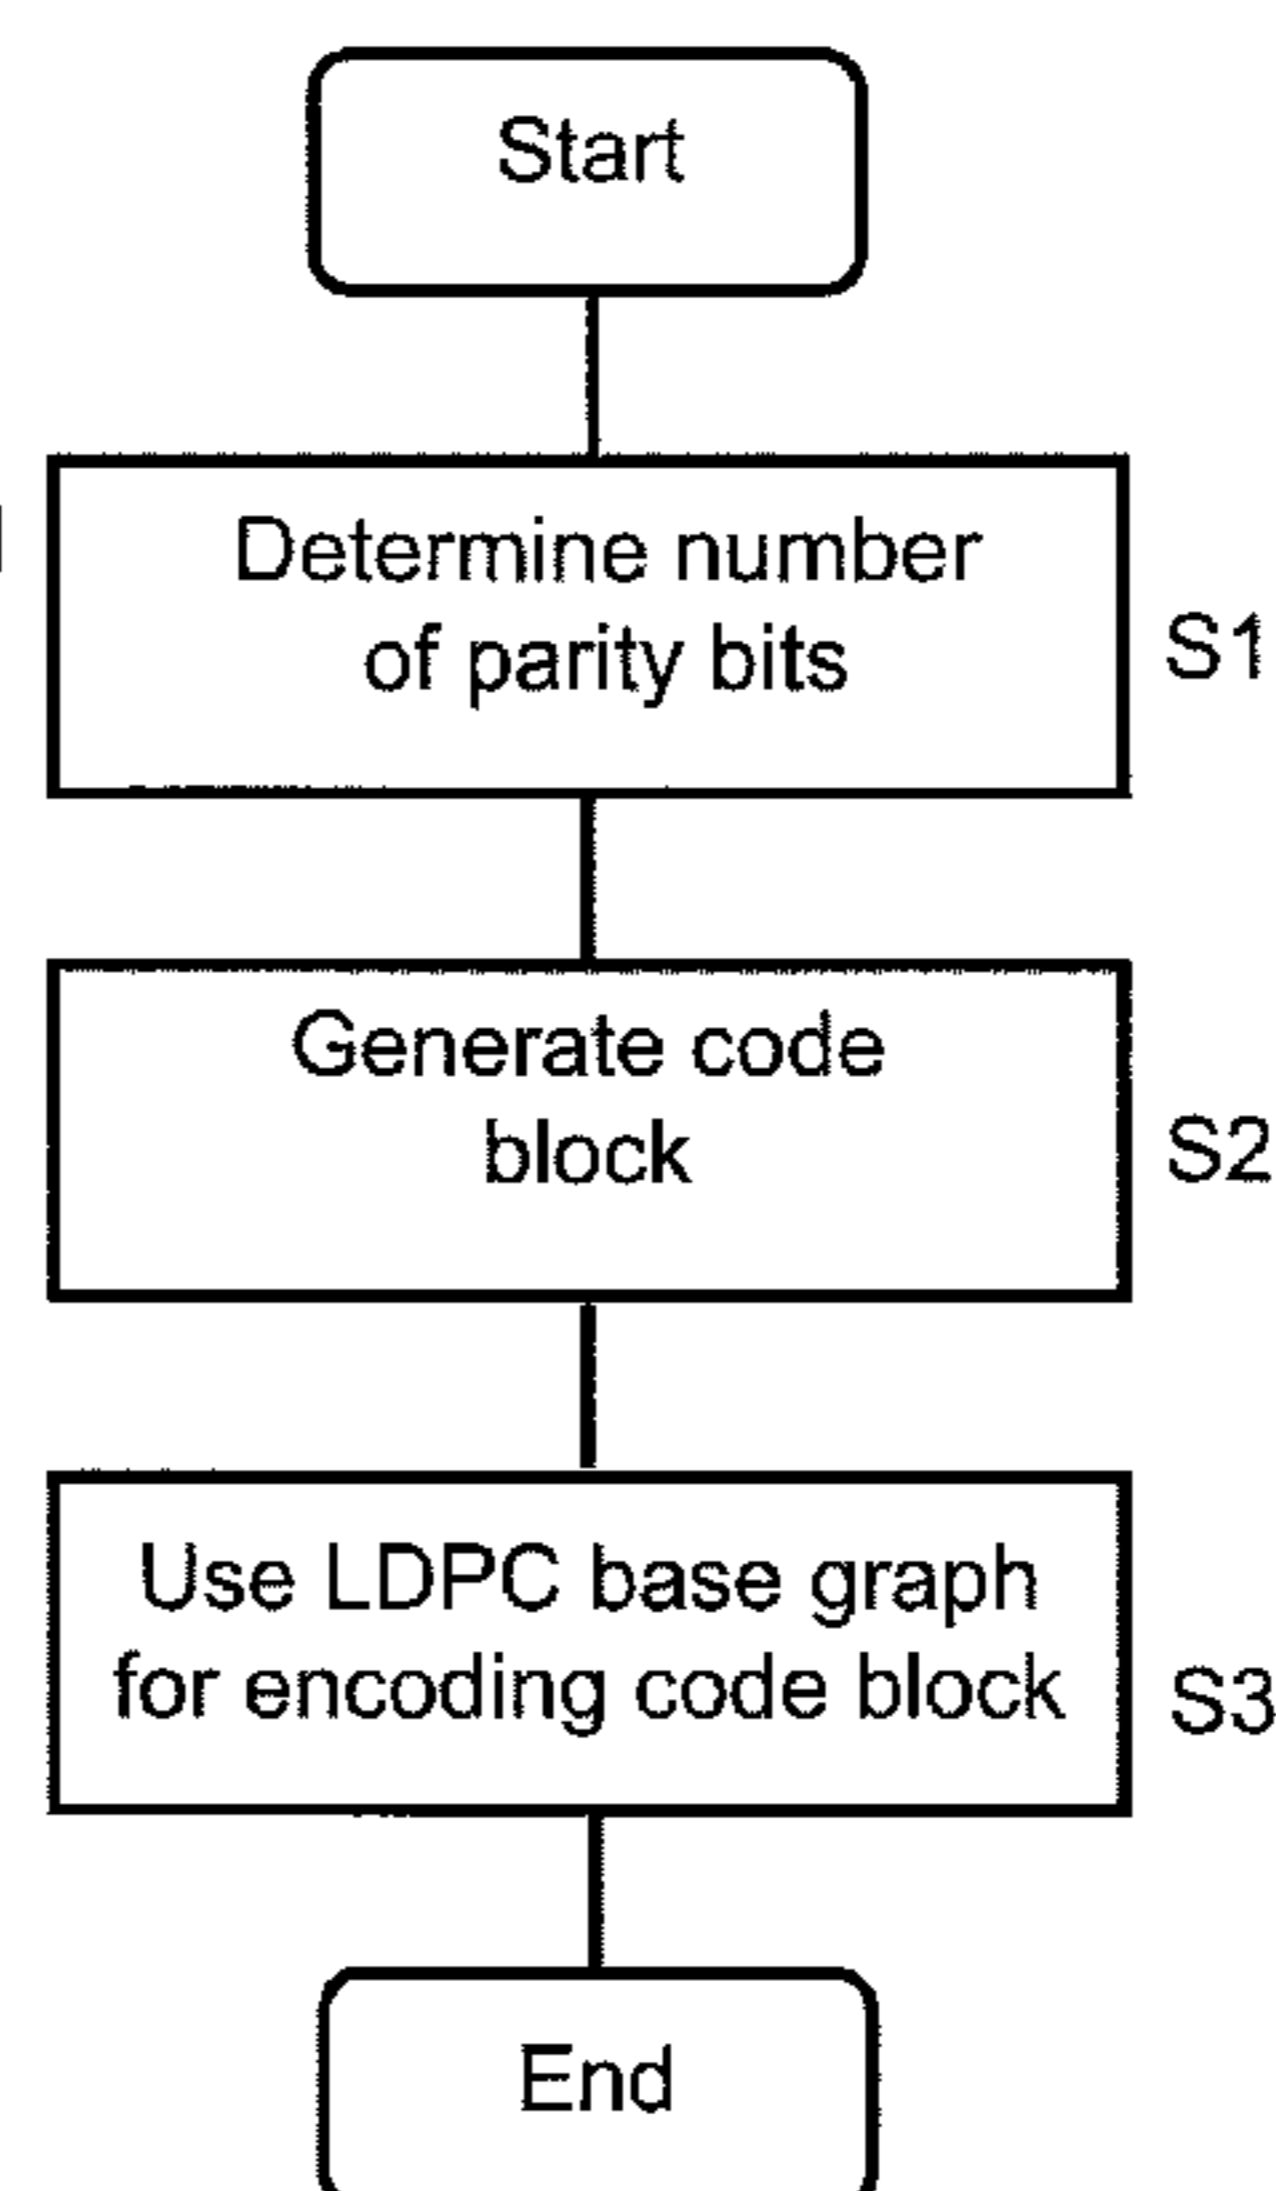 Start
Determine number
of parity bits
S1
Generate code
block
S2
Use LDPC base graph
for encoding code block
S3
End